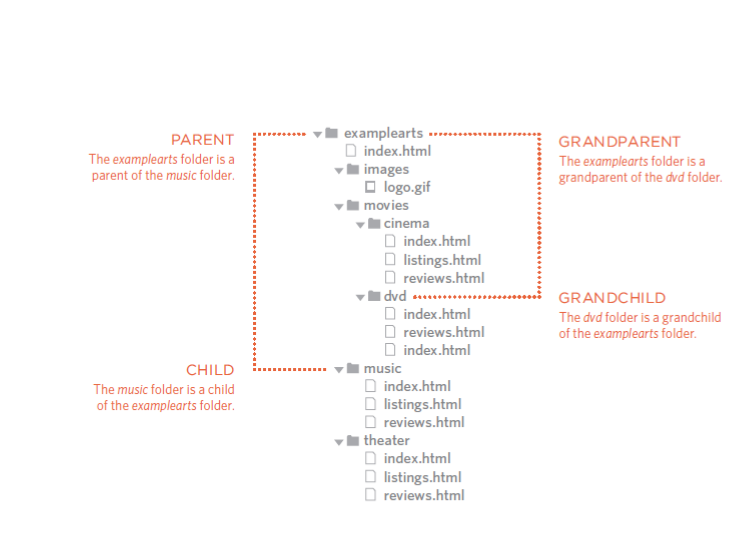 PARENT
The examplearts folder is a
parent of the music folder.
examplearts
index.html
images
logo.gif
movies
cinema
index.html
listings.html
reviews.html
dvd
index.html
reviews.html
index.html
music
index.html
listings.html
reviews.html
theater
index.html
listings.html
reviews.html
CHILD
The music folder is a child
of the examplearts folder.
GRANDPARENT
The examplearts folder is a
grandparent of the dvd folder.
GRANDCHILD
The dvd folder is a grandchild
of the examplearts folder.